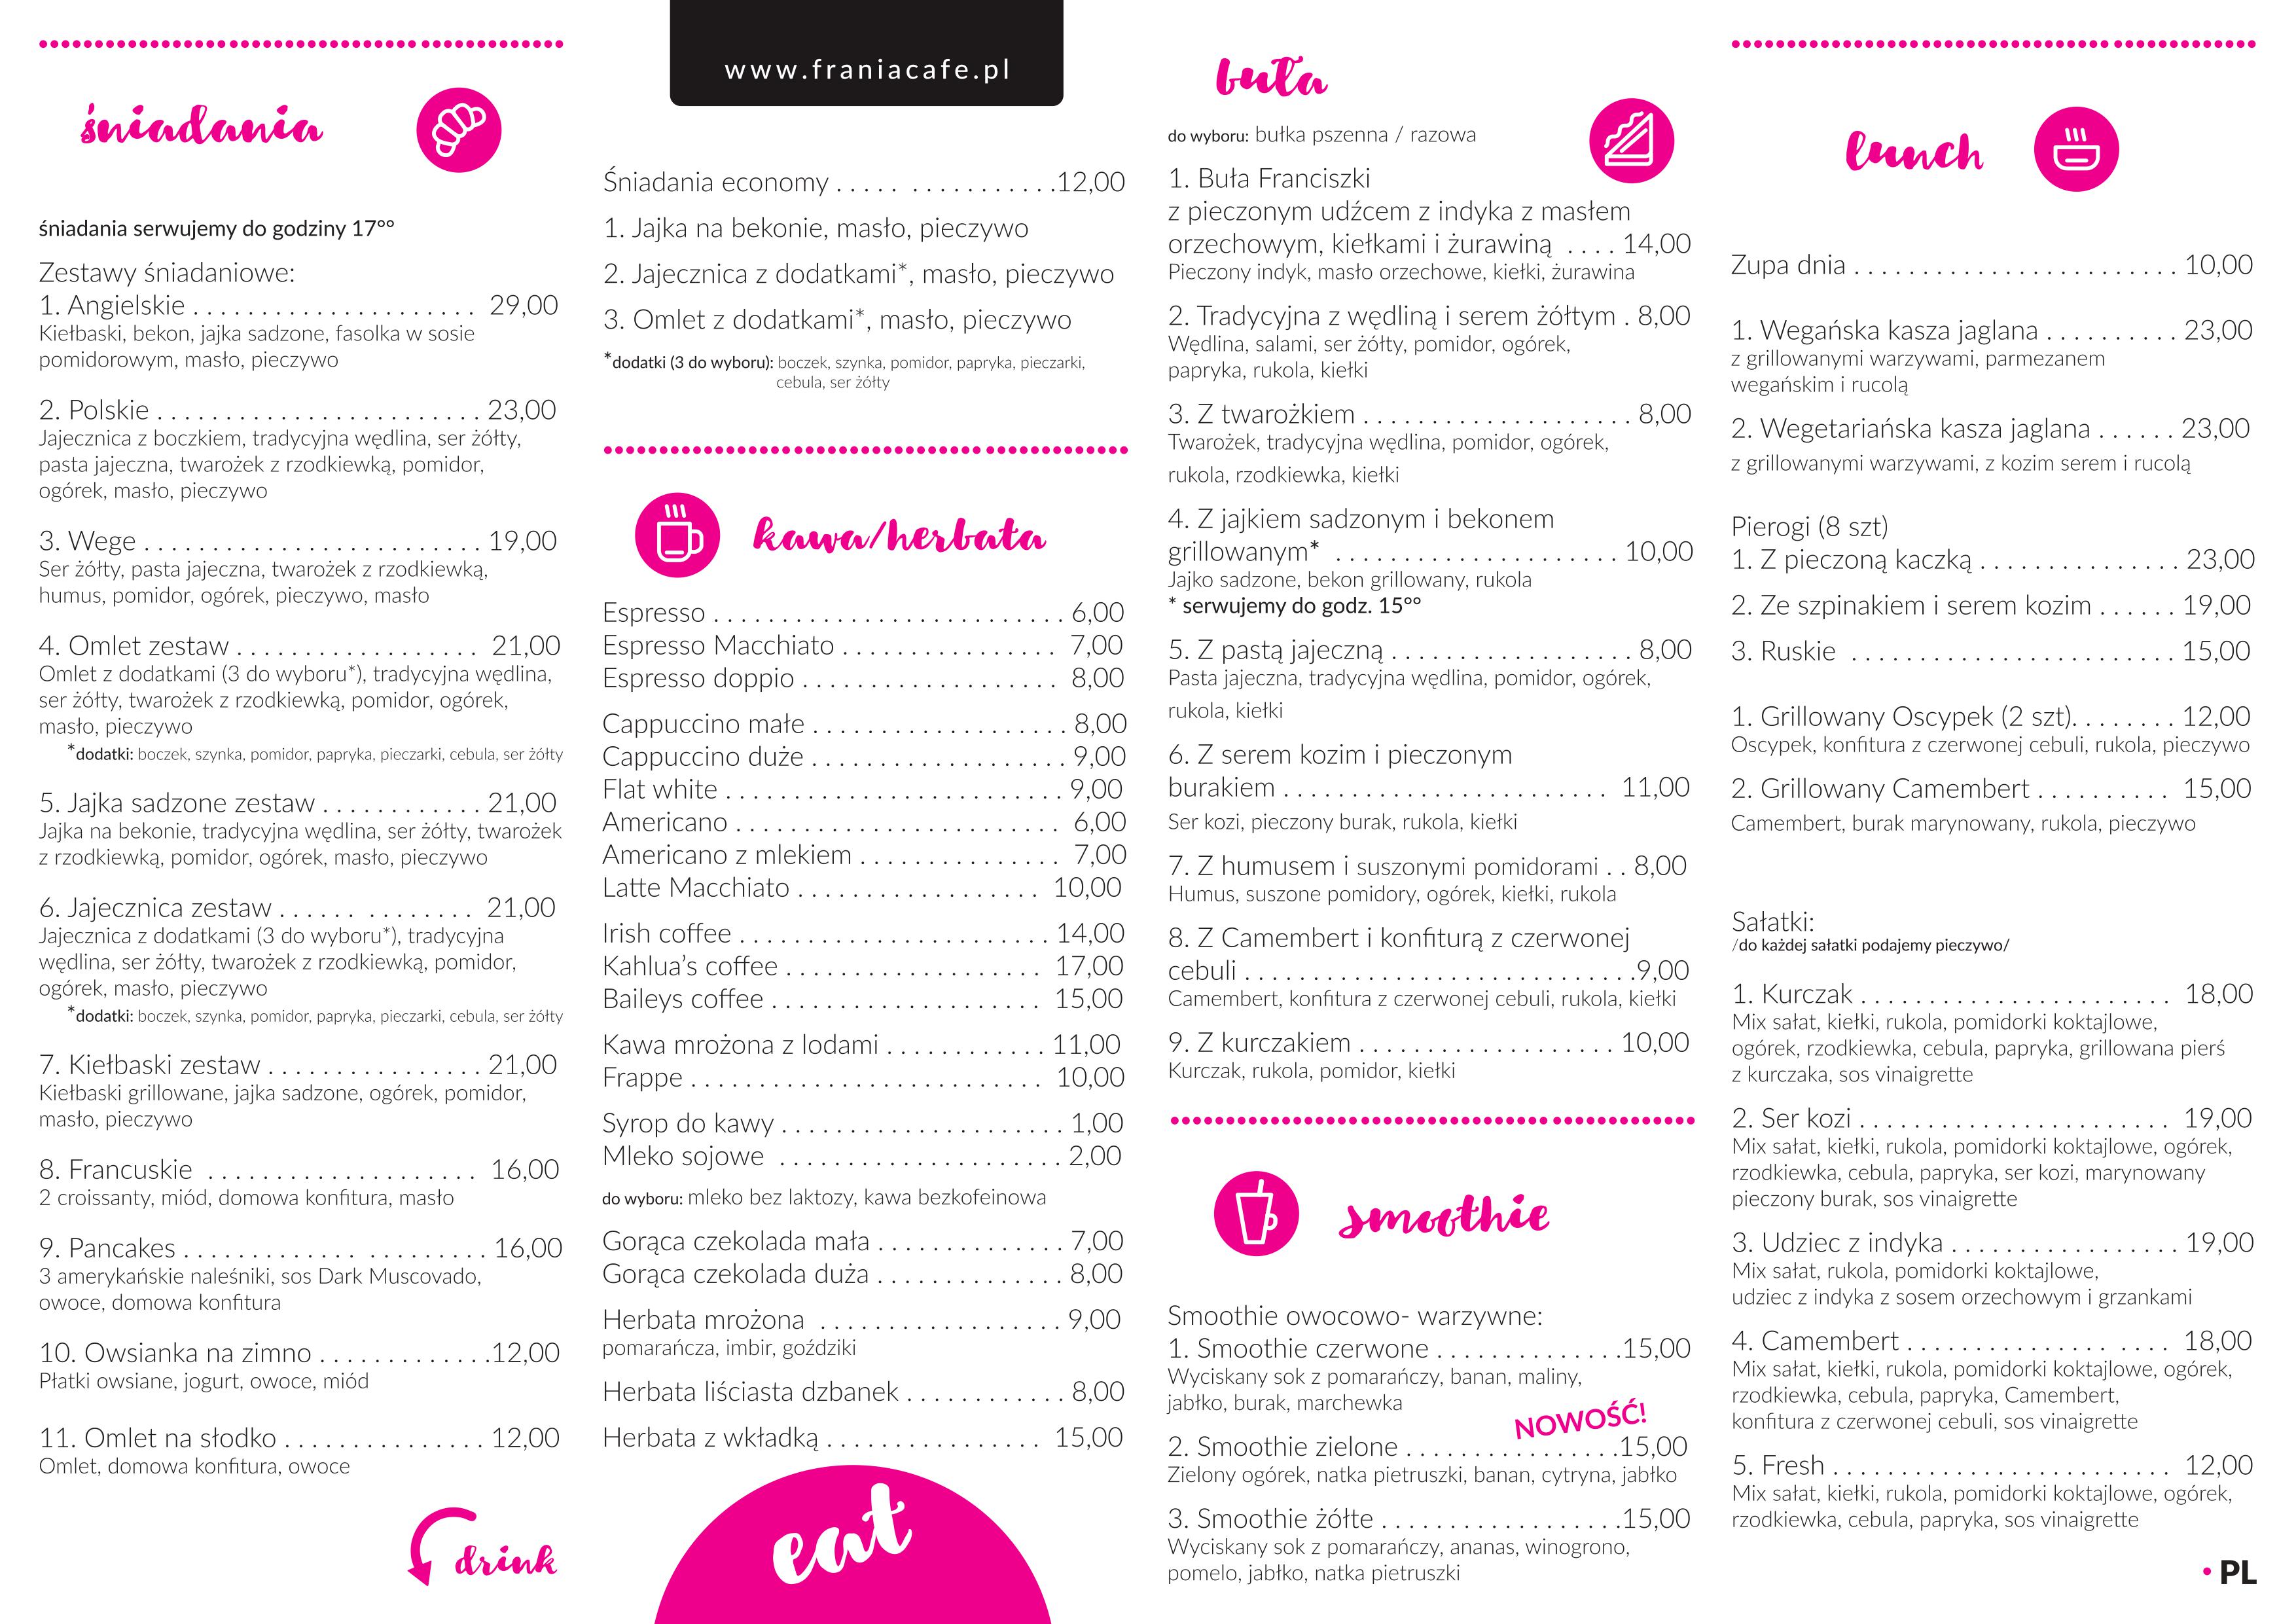 śniadania
śniadania serwujemy do godziny 17°°
Zestawy śniadaniowe:
1. Angielskie . . . . . . . . . . . . . . . . . . . . . 29,00
Kiełbaski, bekon, jajka sadzone, fasolka w sosie
pomidorowym, masło, pieczywo
2. Polskie . . . . . . . . . . . . . . . . . . . . . . . . 23,00
Jajecznica z boczkiem, tradycyjna wędlina, ser żółty,
pasta jajeczna, twarożek z rzodkiewką, pomidor,
ogórek, masło, pieczywo
3. Wege . . . . . . . . . . . . . . . . . . . . . . . . . 19,00
Ser żółty, pasta jajeczna, twarożek z rzodkiewką,
humus, pomidor, ogórek, pieczywo, masło
4. Omlet zestaw . . . . . . . . . . . . . . . . . . 21,00
Omlet z dodatkami (3 do wyboru*), tradycyjna wędlina,
ser żółty, twarożek z rzodkiewką, pomidor, ogórek,
masło, pieczywo
*dodatki: boczek, szynka, pomidor, papryka, pieczarki, cebula, ser żółty
5. Jajka sadzone zestaw . . . . . . . . . . . . 21,00
Jajka na bekonie, tradycyjna wędlina, ser żółty, twarożek
z rzodkiewką, pomidor, ogórek, masło, pieczywo
6. Jajecznica zestaw . . . . . . . . . . . . . . 21,00
Jajecznica z dodatkami (3 do wyboru*), tradycyjna
wędlina, ser żółty, twarożek z rzodkiewką, pomidor,
ogórek, masło, pieczywo
*dodatki: boczek, szynka, pomidor, papryka, pieczarki, cebula, ser żółty
7. Kiełbaski zestaw . . . . . . . . . . . . . . . . 21,00
Kiełbaski grillowane, jajka sadzone, ogórek, pomidor,
masło, pieczywo
8. Francuskie . . . . . . . . . . . . . . . . . . . . 16,00
2 croissanty, miód, domowa konfitura, masło
9. Pancakes . . . . . . . . . . . . . . . . . . . . . . 16,00
3 amerykańskie naleśniki, sos Dark Muscovado,
owoce, domowa konfitura
10. Owsianka na zimno . . . . . . . . . . . . .12,00
Płatki owsiane, jogurt, owoce, miód
11. Omlet na słodko . . . . . . . . . . . . . . . 12,00
Omlet, domowa konfitura, owoce
drink
www.franiacafe.pl
Śniadania economy . . . . . . . . . . . . . . . .12,00
1. Jajka na bekonie, masło, pieczywo
2. Jajecznica z dodatkami*, masło, pieczywo
3. Omlet z dodatkami*, masło, pieczywo
*dodatki (3 do wyboru): boczek, szynka, pomidor, papryka, pieczarki,
cebula, ser żółty
kawa/herbata
Espresso . . . . . . . . . . . . . . . . . . . . . . . . . . 6,00
Espresso Macchiato . . . . . . . . . . . . . . . . 7,00
Espresso doppio . . . . . . . . . . . . . . . . . . . 8,00
Cappuccino małe . . . . . . . . . . . . . . . . . . . 8,00
Cappuccino duże . . . . . . . . . . . . . . . . . . . 9,00
Flat white . . . . . . . . . . . . . . . . . . . . . . . . . 9,00
Americano . . . . . . . . . . . . . . . . . . . . . . . . 6,00
Americano z mlekiem . . . . . . . . . . . . . . . 7,00
Latte Macchiato . . . . . . . . . . . . . . . . . . 10,00
Irish coffee . . . . . . . . . . . . . . . . . . . . . . . 14,00
Kahlua's coffee . . . . . . . . . . . . . . . . . . . 17,00
Baileys coffee . . . . . . . . . . . . . . . . . . . . 15,00
Kawa mrożona z lodami . . . . . . . . . . . . 11,00
Frappe . . . . . . . . . . . . . . . . . . . . . . . . . . 10,00
Syrop do kawy . . . . . . . . . . . . . . . . . . . . . 1,00
Mleko sojowe . . . . . . . . . . . . . . . . . . . . . 2,00
do wyboru: mleko bez laktozy, kawa bezkofeinowa
Gorąca czekolada mała . . . . . . . . . . . . . . 7,00
Gorąca czekolada duża . . . . . . . . . . . . . . 8,00
Herbata mrożona . . . . . . . . . . . . . . . . . . 9,00
pomarańcza, imbir, goździki
Herbata liściasta dzbanek . . . . . . . . . . . . 8,00
Herbata z wkładką . . . . . . . . . . . . . . . . 15,00
eat
buła
do wyboru: bułka pszenna / razowa
1. Buła Franciszki
z pieczonym udźcem z indyka z masłem
orzechowym, kiełkami i żurawiną . . . . 14,00
Pieczony indyk, masło orzechowe, kiełki, żurawina
2. Tradycyjna z wędliną i serem żółtym . 8,00
Wędlina, salami, ser żółty, pomidor, ogórek,
papryka, rukola, kiełki
3. Z twarożkiem . . . . . . . . . . . . . . . . . . . . 8,00
Twarożek, tradycyjna wędlina, pomidor, ogórek,
rukola, rzodkiewka, kiełki
4. Z jajkiem sadzonym i bekonem
grillowanym* . . . . . . . . . . . . . . . . . . . . . 10,00
Jajko sadzone, bekon grillowany, rukola
* serwujemy do godz. 15°°
5. Z pastą jajeczną . . . . . . . . . . . . . . . . . . 8,00
Pasta jajeczna, tradycyjna wędlina, pomidor, ogórek,
rukola, kiełki
6. Z serem kozim i pieczonym
burakiem . . . . . . . . . . . . . . . . . . . . . . . . 11,00
Ser kozi, pieczony burak, rukola, kiełki
7. Z humusem i suszonymi pomidorami . . 8,00
Humus, suszone pomidory, ogórek, kiełki, rukola
8. Z Camembert i konfiturą z czerwonej
cebuli . . . . . . . . . . . . . . . . . . . . . . . . . . . . .9,00
Camembert, konfitura z czerwonej cebuli, rukola, kiełki
9. Z kurczakiem . . . . . . . . . . . . . . . . . . . 10,00
Kurczak, rukola, pomidor, kiełki
smoothie
Smoothie owocowo- warzywne:
1. Smoothie czerwone . . . . . . . . . . . . . .15,00
Wyciskany sok z pomarańczy, banan, maliny,
jabłko, burak, marchewka
NOWOŚĆ!
2. Smoothie zielone . . . . . . . . . . . . . . . .15,00
Zielony ogórek, natka pietruszki, banan, cytryna, jabłko
3. Smoothie żółte . . . . . . . . . . . . . . . . . .15,00
Wyciskany sok z pomarańczy, ananas, winogrono,
pomelo, jabłko, natka pietruszki
lunch
Zupa dnia . . . . . . . . . . . . . . . . . . . . . . . . 10,00
1. Wegańska kasza jaglana . . . . . . . . . . 23,00
z grillowanymi warzywami, parmezanem
wegańskim i rucolą
2. Wegetariańska kasza jaglana . . . . . . 23,00
z grillowanymi warzywami, z kozim serem i rucolą
Pierogi (8 szt)
1. Z pieczoną kaczką . . . . . . . . . . . . . . . 23,00
2. Ze szpinakiem i serem kozim . . . . . . 19,00
3. Ruskie . . . . . . . . . . . . . . . . . . . . . . . . 15,00
1. Grillowany Oscypek (2 szt). . . . . . . . 12,00
Oscypek, konfitura z czerwonej cebuli, rukola, pieczywo
2. Grillowany Camembert . . . . . . . . . . 15,00
Camembert, burak marynowany, rukola, pieczywo
Sałatki:
/do każdej sałatki podajemy pieczywo/
1. Kurczak . . . . . . . . . . . . . . . . . . . . . . . 18,00
Mix sałat, kiełki, rukola, pomidorki koktajlowe,
ogórek, rzodkiewka, cebula, papryka, grillowana pierś
z kurczaka, sos vinaigrette
2. Ser kozi . . . . . . . . . . . . . . . . . . . . . . . 19,00
Mix sałat, kiełki, rukola, pomidorki koktajlowe, ogórek,
rzodkiewka, cebula, papryka, ser kozi, marynowany
pieczony burak, sos vinaigrette
3. Udziec z indyka . . . . . . . . . . . . . . . . . 19,00
Mix sałat, rukola, pomidorki koktajlowe,
udziec z indyka z sosem orzechowym i grzankami
4. Camembert . . . . . . . . . . . . . . . . . . . 18,00
Mix sałat, kiełki, rukola, pomidorki koktajlowe, ogórek,
rzodkiewka, cebula, papryka, Camembert,
konfitura z czerwonej cebuli, sos vinaigrette
5. Fresh . . . . . . . . . . . . . . . . . . . . . . . . . 12,00
Mix sałat, kiełki, rukola, pomidorki koktajlowe, ogórek,
rzodkiewka, cebula, papryka, sos vinaigrette
• PL